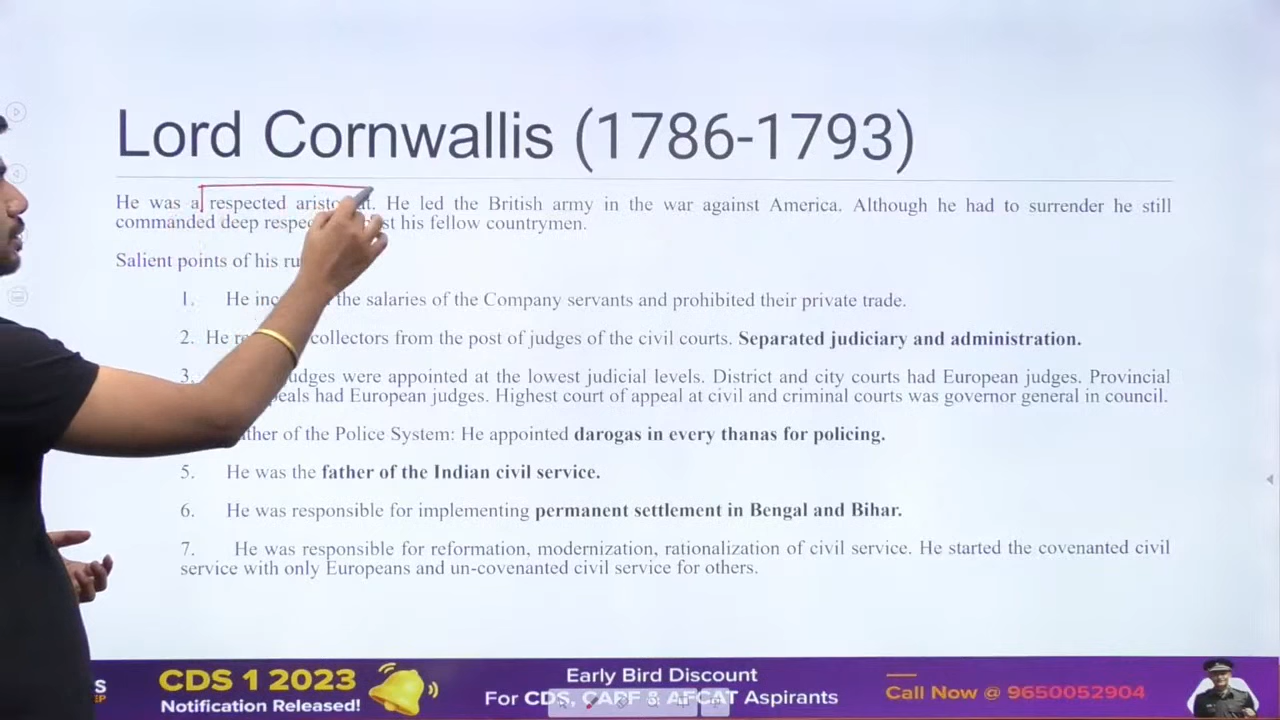 Lord Cornwallis (1786-1793)
He was a respected He led the British army in the war against America. Although he had to surrender he still
commanded deep his fellow countrymen.
Salient points of his
1. He the salaries of the Company servants and prohibited their private trade.
2. He collectors from the post of judges of the civil courts. Separated judiciary and administration.
3. judges were appointed at the lowest judicial levels. District and city courts had European judges. Provincial
had European judges. Highest court of appeal at civil and criminal courts was governor general in council.
of the Police System: He appointed darogas in every thanas for policing.
5. He was the father of the Indian civil service.
6. He was responsible for implementing permanent settlement in Bengal and Bihar.
7. He was responsible for reformation, modernization, rationalization of civil service. He started the covenanted civil
service with only Europeans and un-covenanted civil service for others.
CDS 1 2023
Notification Released!
Early Bird Discount
For CDS, CAPF & AFCAT Aspirants
Call Now @ 9650052904